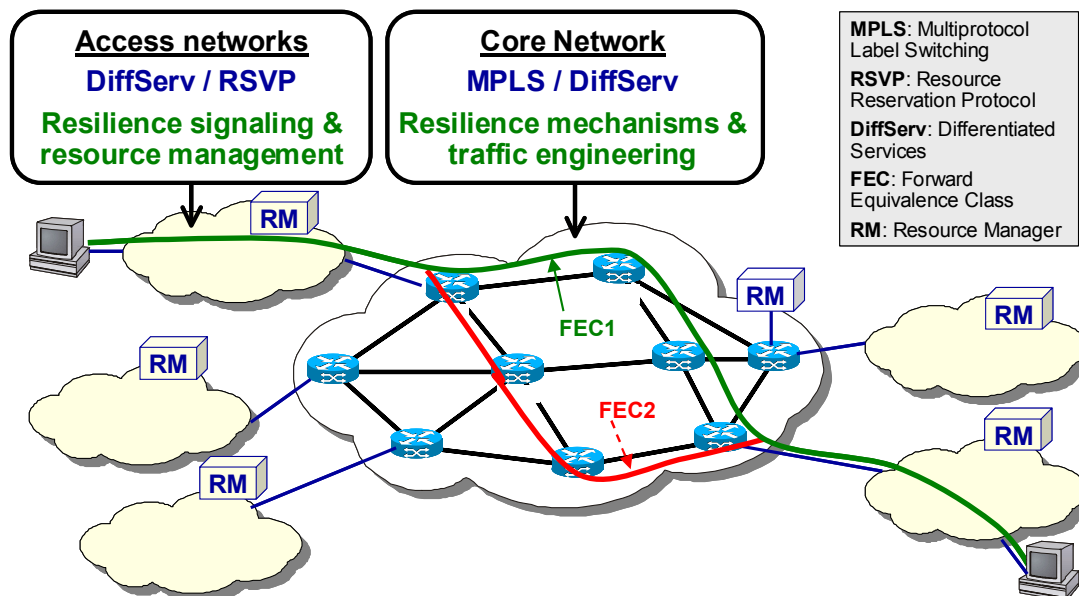 Access networks
DiffServ / RSVP
Resilience signaling &
resource management
Core Network
MPLS / DiffServ
Resilience mechanisms &
traffic engineering
MPLS: Multiprotocol
Label Switching
RSVP: Resource
Reservation Protocol
DiffServ: Differentiated
Services
FEC: Forward
Equivalence Class
RM: Resource Manager
RM
RM
RM
FEC1
RM
RM
FEC2
RM